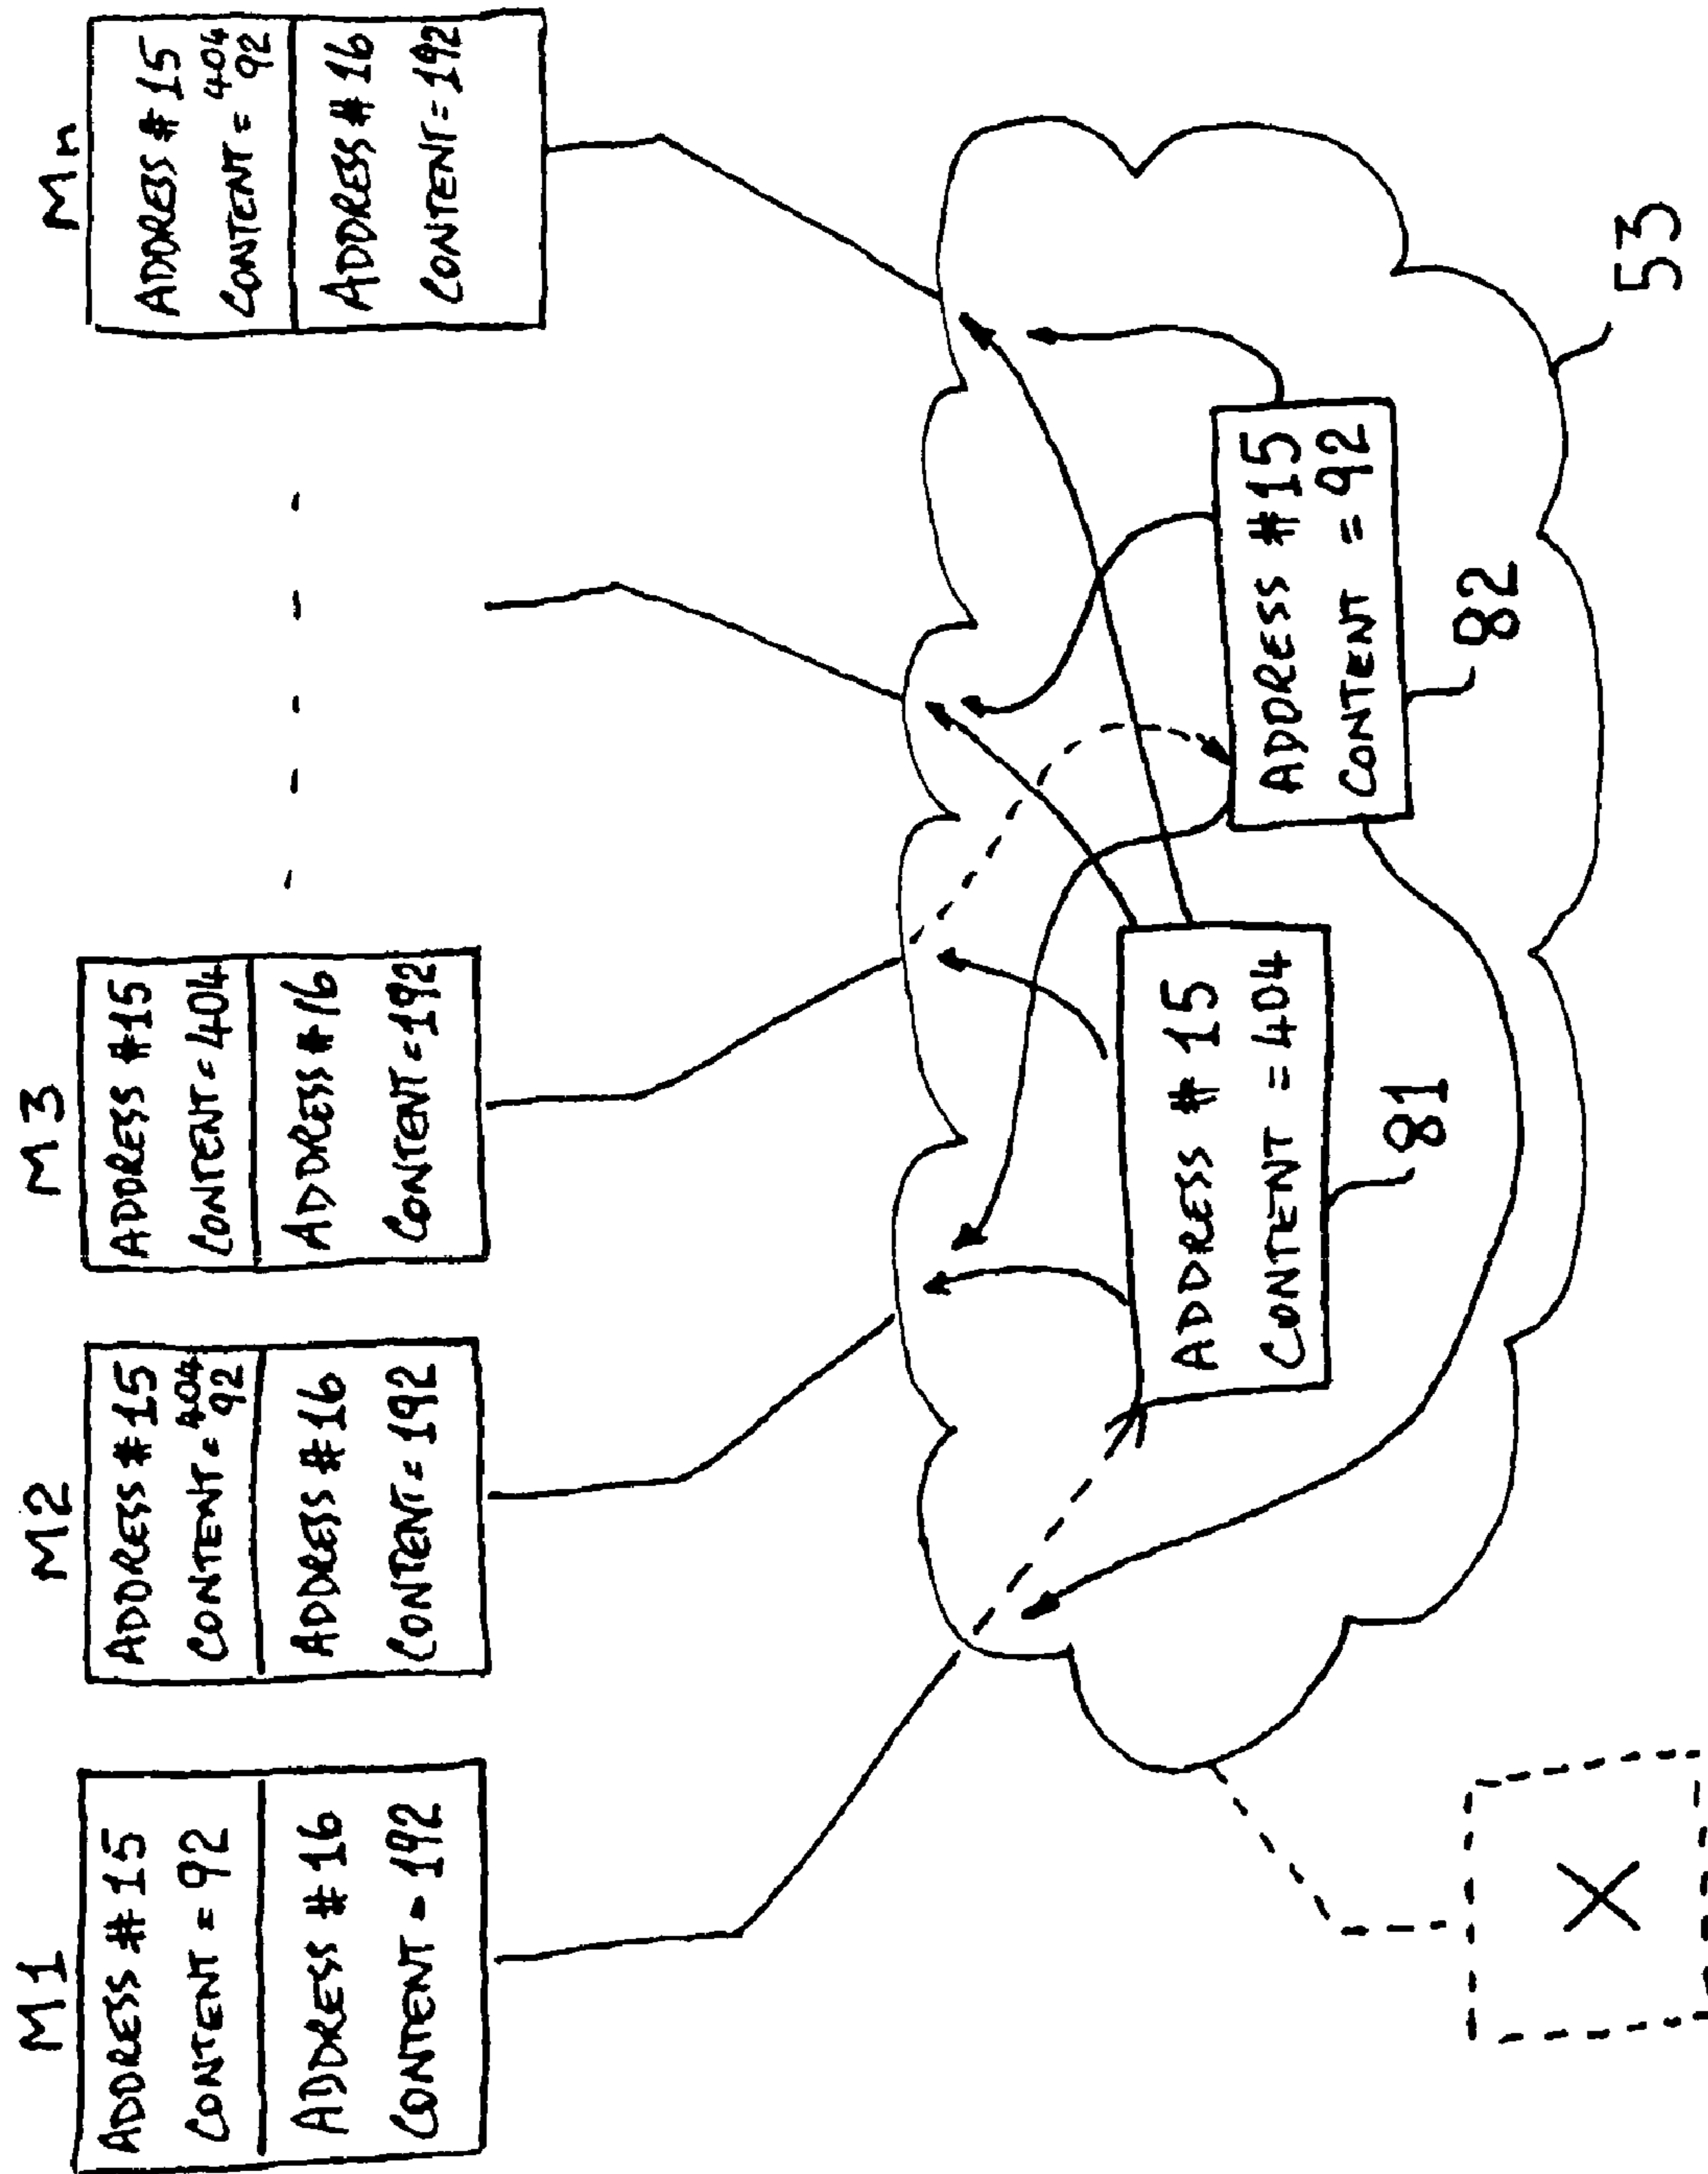 M1
ADDRESS #15
CONTENT = 92
ADDRESS #16
CONTENT = 192
M2
ADDRESS #15
CONTENT = 404
92
ADDRESS #16
CONTENT = 192
M3
ADDRESS #15
CONTENT = 404
ADDRESS #16
CONTENT = 192
Mn
ADDRESS #15
CONTENT = 404
92
ADDRESS #16
CONTENT = 192
ADDRESS # 15
CONTENT = 404
81
ADDRESS #15
CONTENT = 92
82
53
X